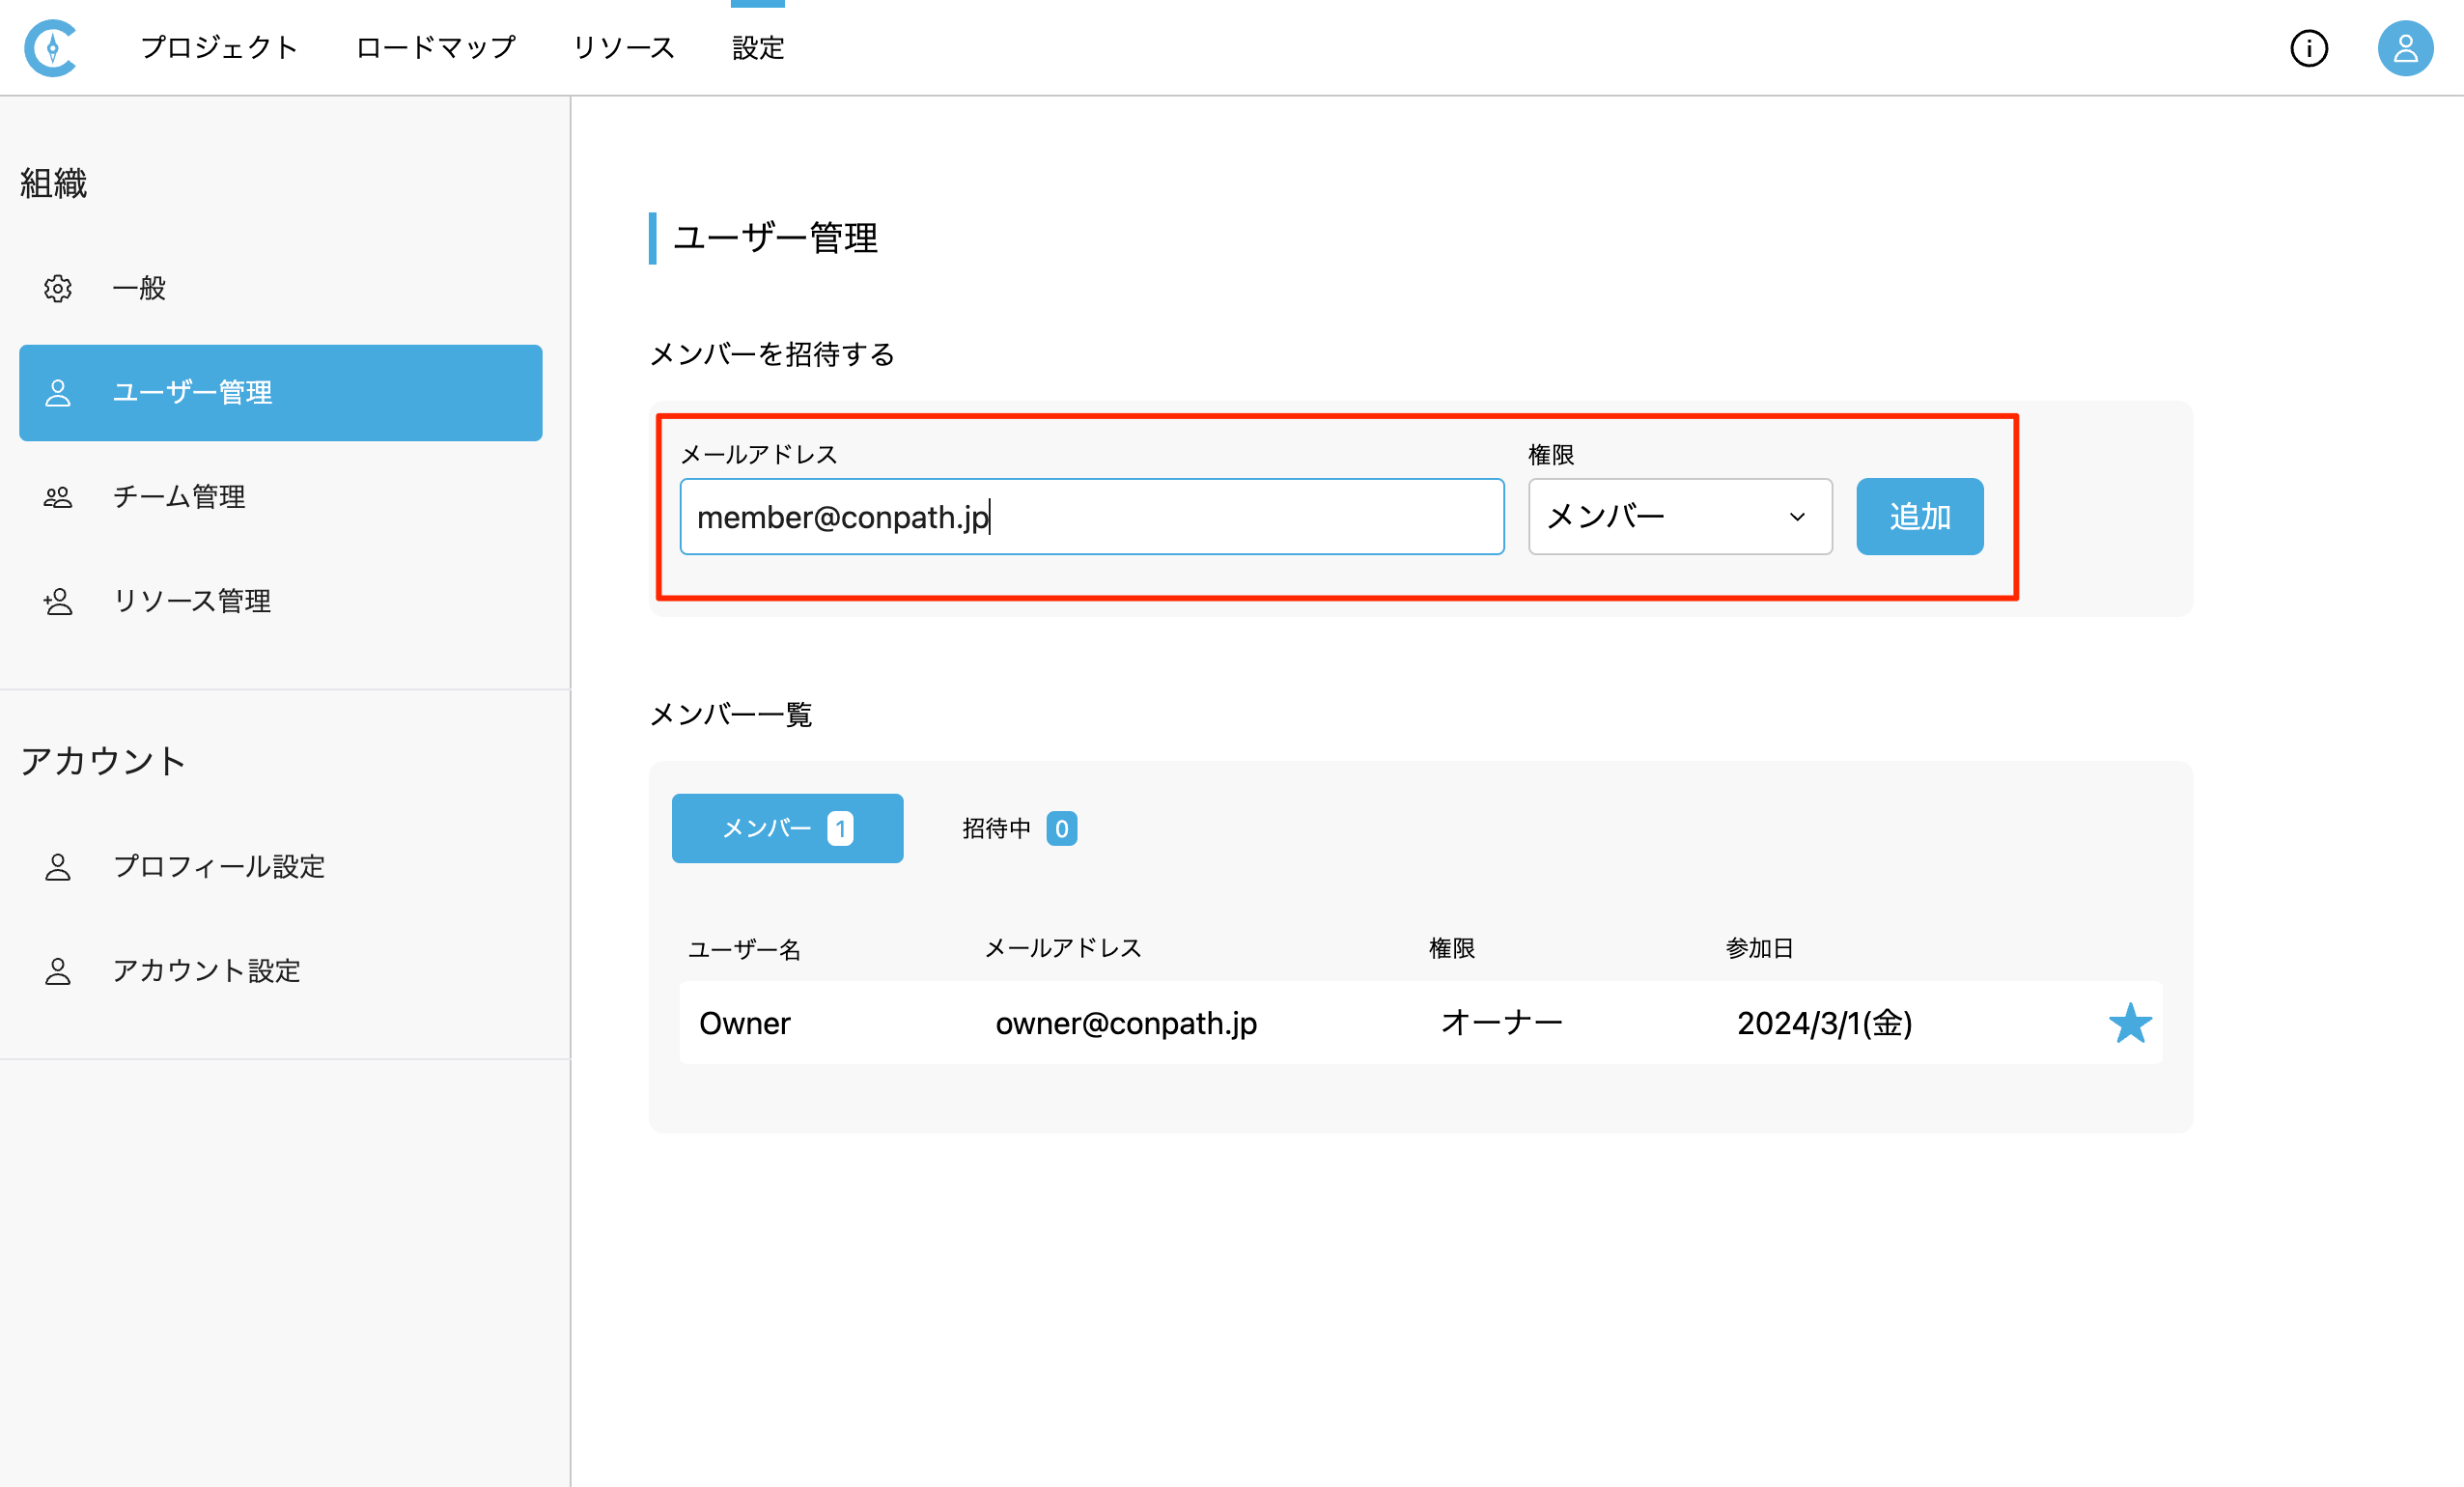 プロジェクト ロードマップ リソース 設定
組織
一般
ユーザー管理
チーム管理
リソース管理
アカウント
プロフィール設定
アカウント設定
ユーザー管理
メンバーを招待する
メールアドレス 権限
member@conpath.jp メンバー 追加
メンバー一覧
メンバー 1 招待中 0
ユーザー名 メールアドレス 権限 参加日
Owner owner@conpath.jp オーナー 2024/3/1(金)